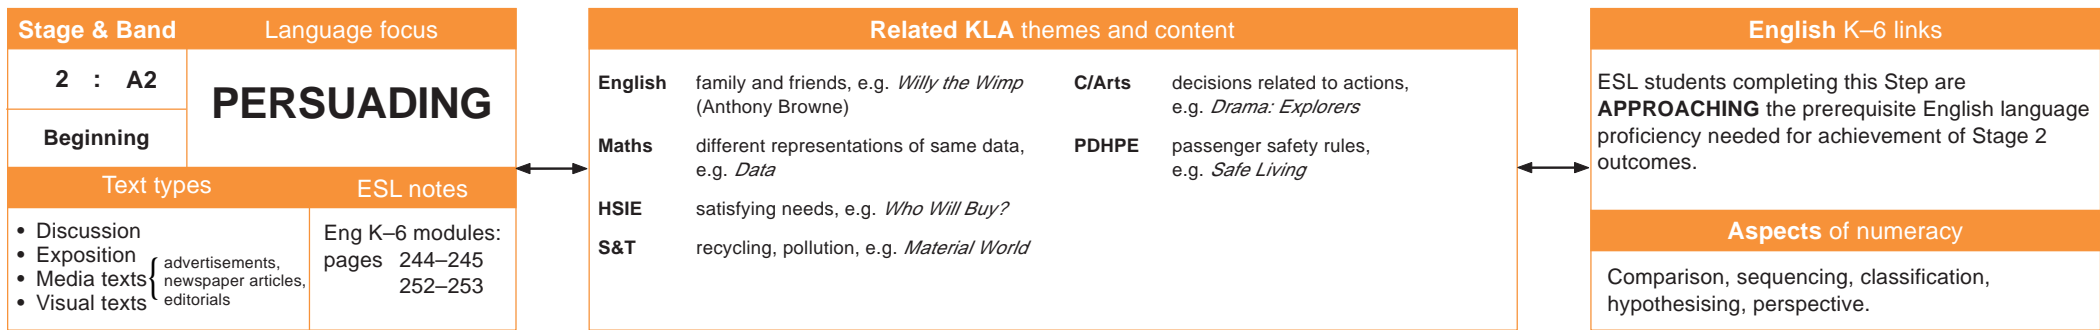 Stage & Band
Language focus
2 : A2
Beginning
PERSUADING
Text types
ESL notes
• Discussion
• Exposition
• Media texts
• Visual texts
{
advertisements,
newspaper articles,
editorials
Eng K–6 modules:
pages 244–245
252–253
Related KLA themes and content
English family and friends, e.g. Willy the Wimp
(Anthony Browne)
Maths different representations of same data,
e.g. Data
HSIE satisfying needs, e.g. Who Will Buy?
S&T recycling, pollution, e.g. Material World
C/Arts decisions related to actions,
e.g. Drama: Explorers
PDHPE passenger safety rules,
e.g. Safe Living
English K–6 links
ESL students completing this Step are
APPROACHING the prerequisite English language
proficiency needed for achievement of Stage 2
outcomes.
Aspects of numeracy
Comparison, sequencing, classification,
hypothesising, perspective.